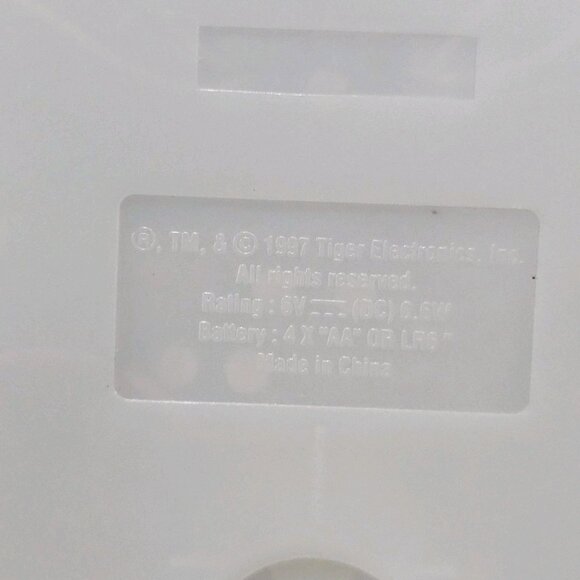 ®, TM, & © 1997 Tiger Electronics, Inc.
All rights reserved.
Rating : 6V ⎓ (DC) 0.6W
Battery : 4 X "AA" OR LR6 "
Made in China